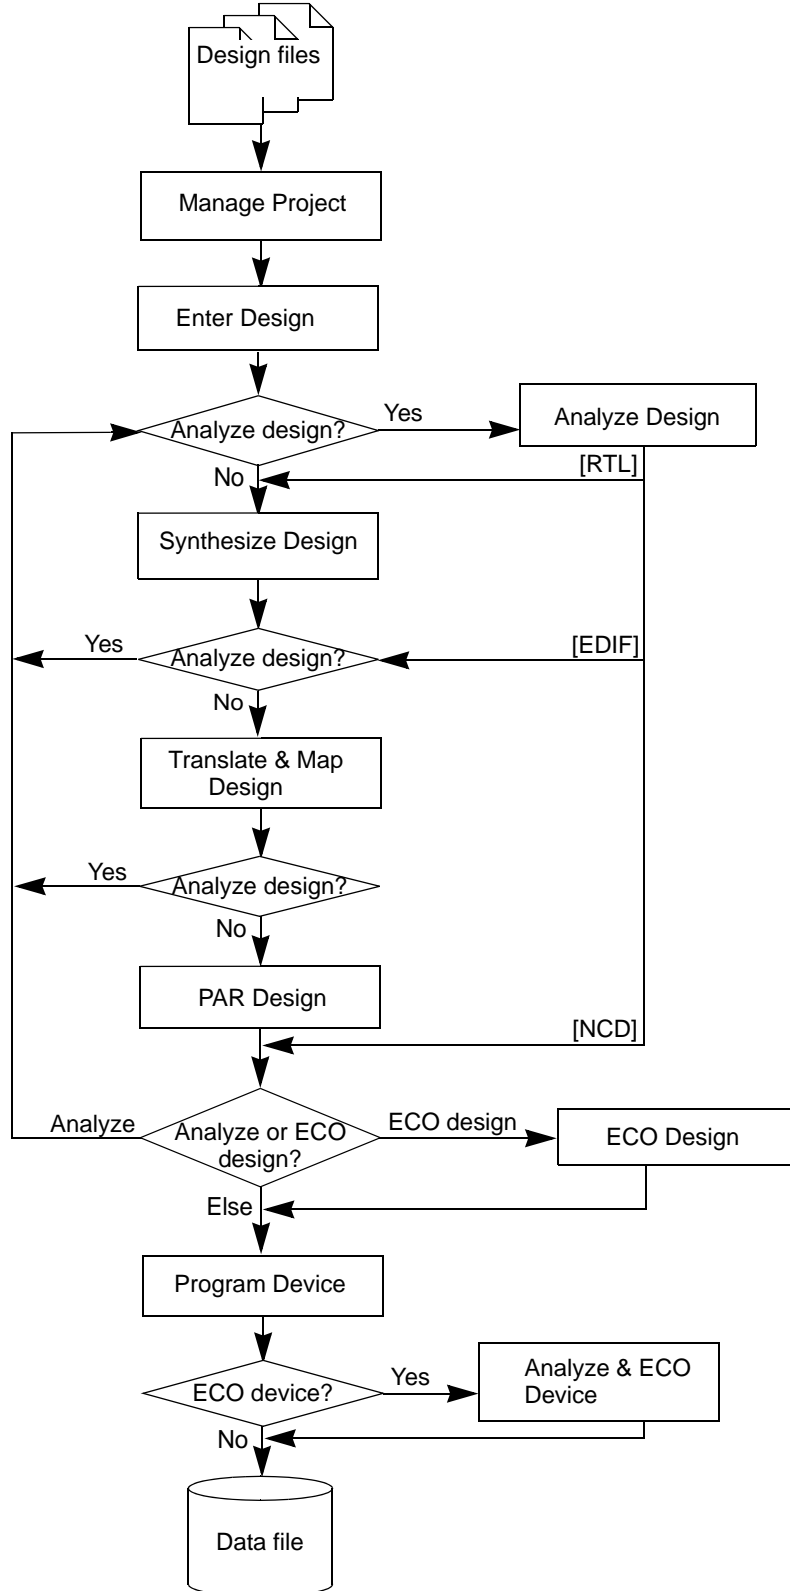 Design files
Manage Project
Enter Design
Analyze design?
Yes
Analyze Design
No
[RTL]
Synthesize Design
Yes
Analyze design?
[EDIF]
No
Translate & Map
Design
Yes
Analyze design?
No
PAR Design
[NCD]
Analyze
Analyze or ECO
design?
ECO design
ECO Design
Else
Program Device
ECO device?
Yes
Analyze & ECO
Device
No
Data file